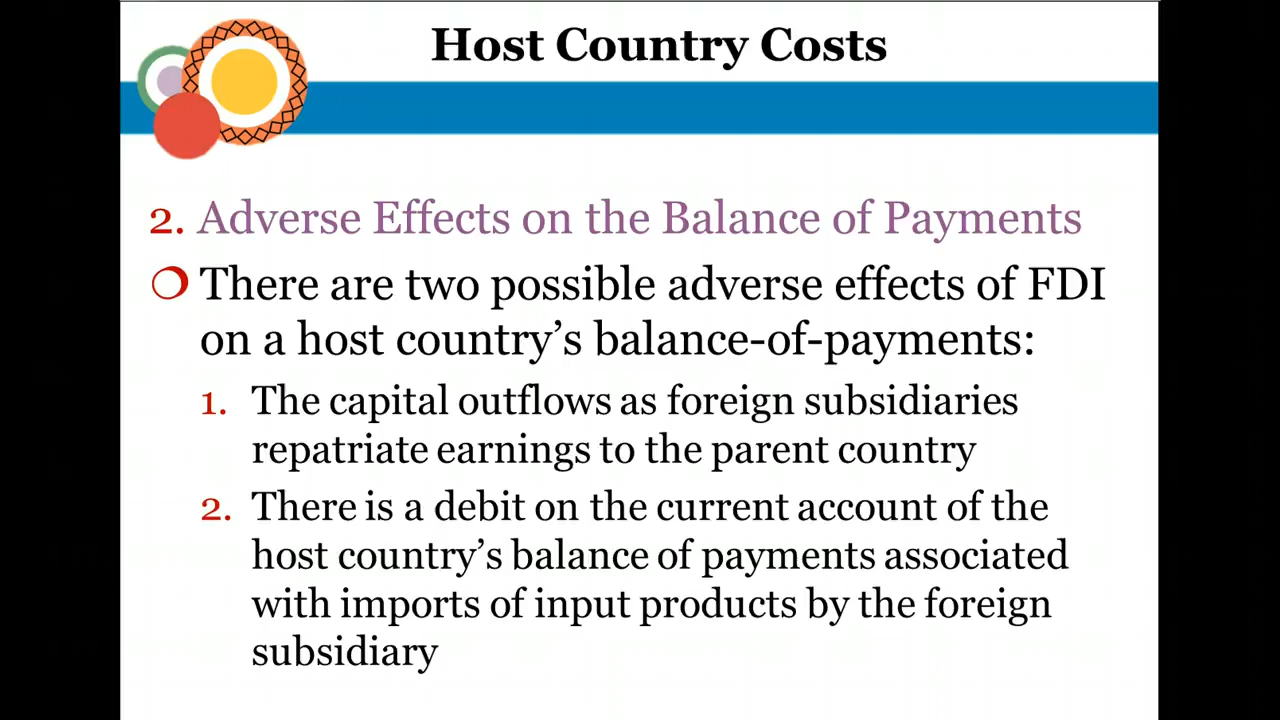 Host Country Costs
2. Adverse Effects on the Balance of Payments
There are two possible adverse effects of FDI
on a host country’s balance-of-payments:
1. The capital outflows as foreign subsidiaries
repatriate earnings to the parent country
2. There is a debit on the current account of the
host country’s balance of payments associated
with imports of input products by the foreign
subsidiary